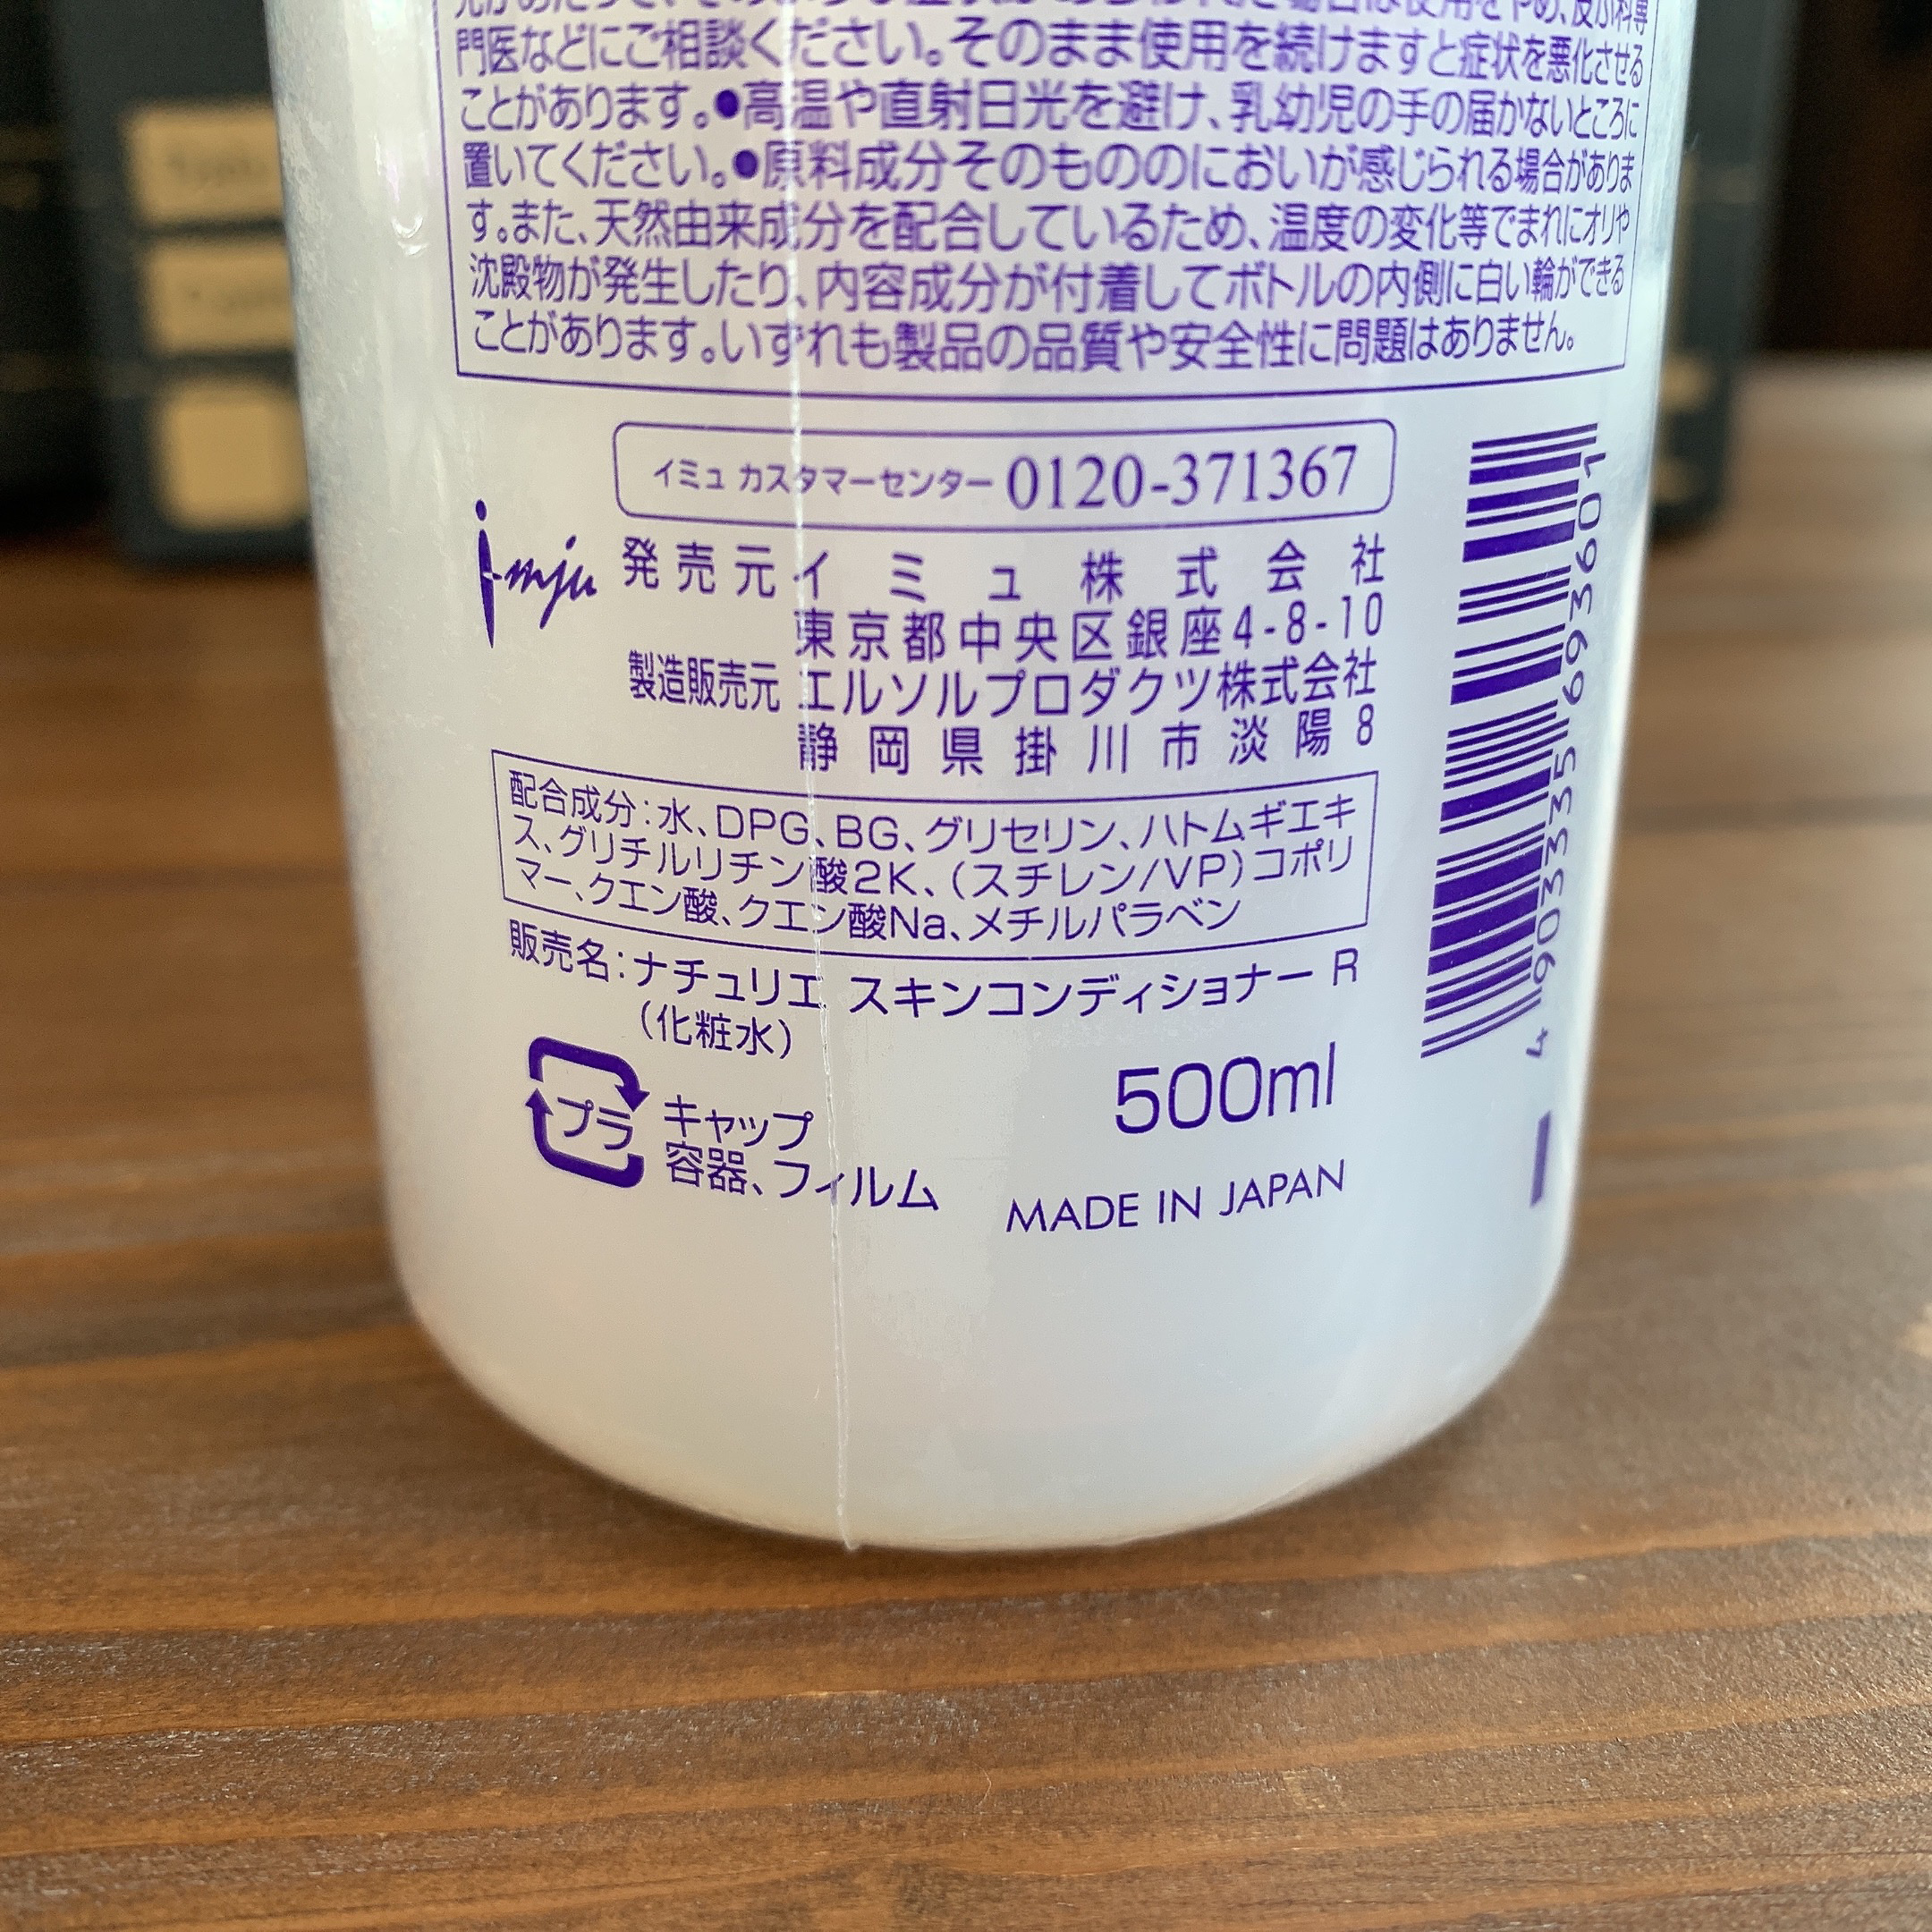 門医などにご相談ください。そのまま使用を続けますと症状を悪化させる
ことがあります。●高温や直射日光を避け、乳幼児の手の届かないところに
置いてください。●原料成分そのもののにおいが感じられる場合がありま
す。また、天然由来成分を配合しているため、温度の変化等でまれにオリや
沈殿物が発生したり、内容成分が付着してボトルの内側に白い輪ができる
ことがあります。いずれも製品の品質や安全性に問題はありません。
イミュ カスタマーセンター 0120-371367
imju
発売元 イミュ株式会社
東京都中央区銀座4-8-10
製造販売元 エルソルプロダクツ株式会社
静岡県掛川市淡陽8
配合成分：水、DPG、BG、グリセリン、ハトムギエキ
ス、グリチルリチン酸2K、（スチレン/VP）コポリ
マー、クエン酸、クエン酸Na、メチルパラベン
販売名：ナチュリエ スキンコンディショナー R
（化粧水）
プラ
キャップ
容器、フィルム
500ml
MADE IN JAPAN
4 903335 693601